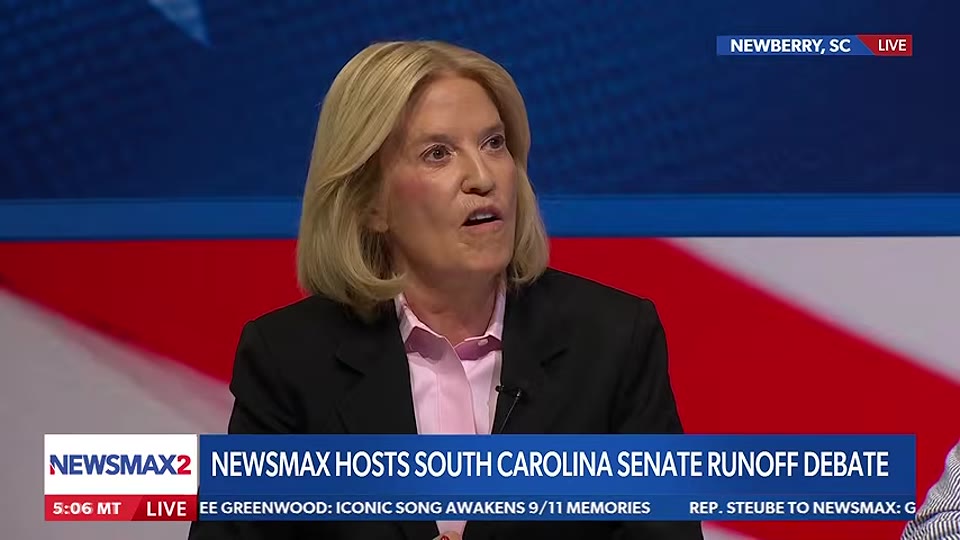 NEWBERRY, SC LIVE
NEWSMAX2
NEWSMAX HOSTS SOUTH CAROLINA SENATE RUNOFF DEBATE
5:06 MT LIVE
EE GREENWOOD: ICONIC SONG AWAKENS 9/11 MEMORIES REP. STEUBE TO NEWSMAX: G